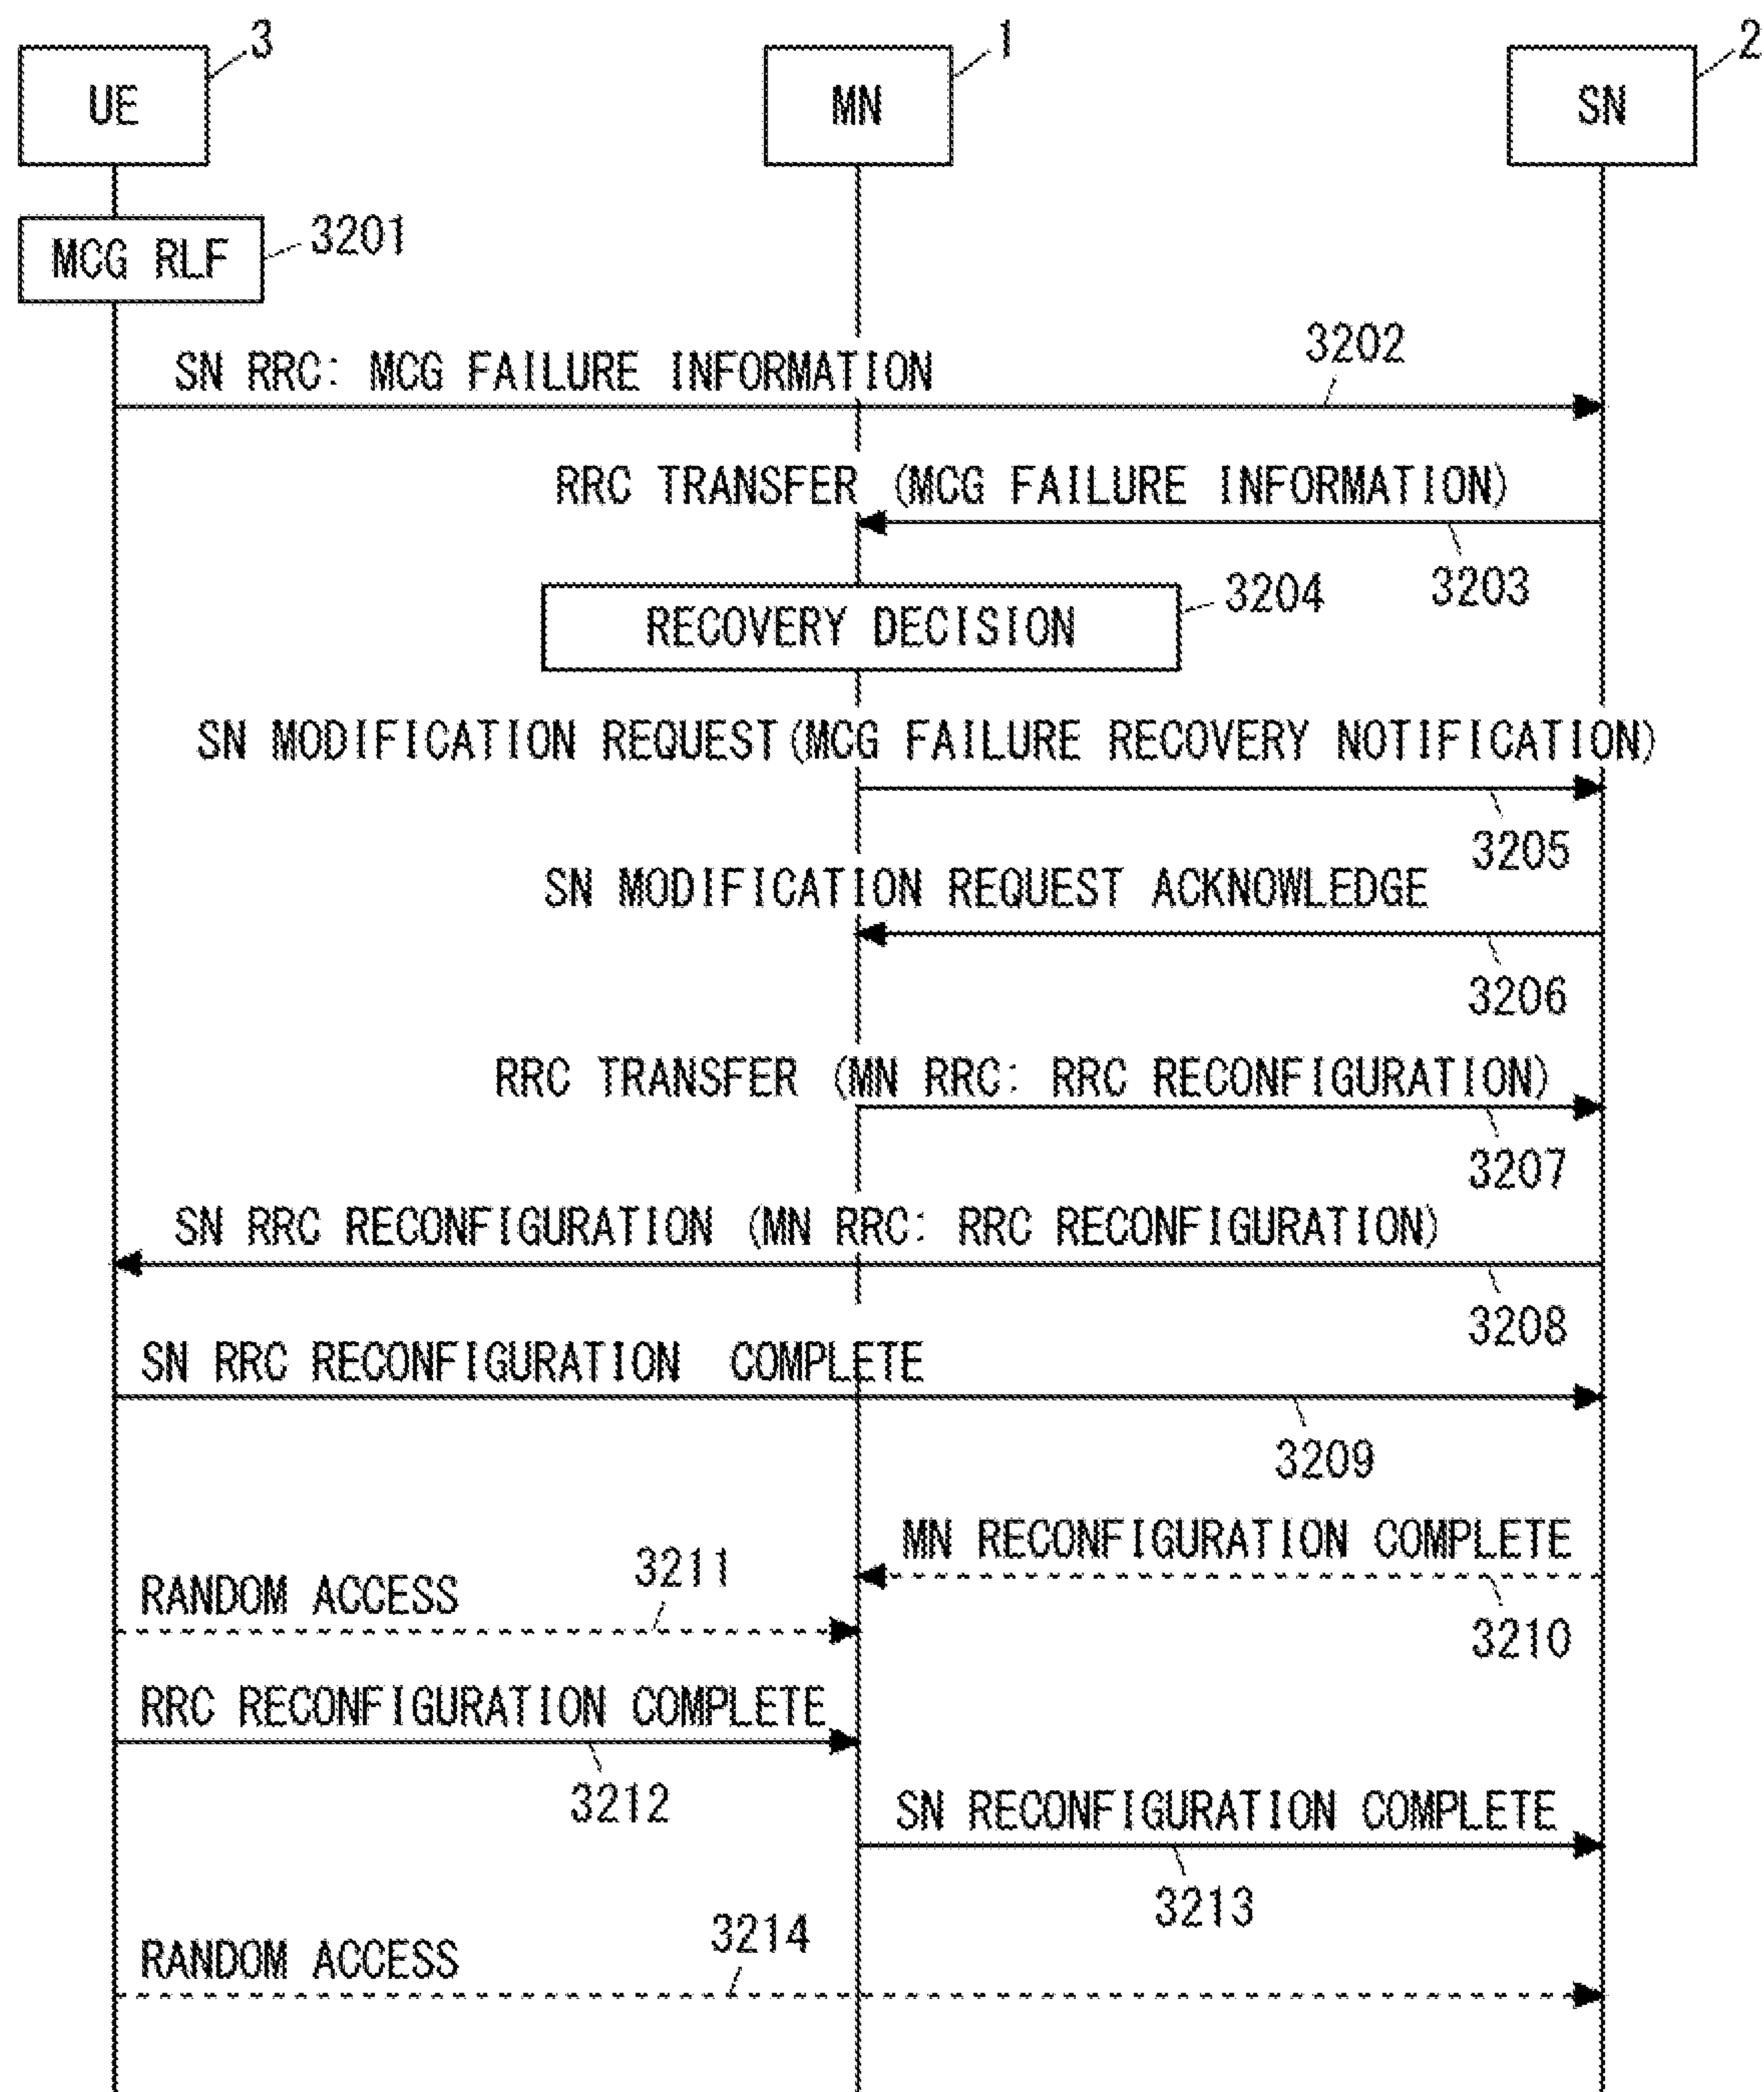 3
1
2
UE
MN
SN
MCG RLF
3201
3202
SN RRC: MCG FAILURE INFORMATION
RRC TRANSFER (MCG FAILURE INFORMATION)
3203
3204
RECOVERY DECISION
SN MODIFICATION REQUEST(MCG FAILURE RECOVERY NOTIFICATION)
3205
SN MODIFICATION REQUEST ACKNOWLEDGE
3206
RRC TRANSFER (MN RRC: RRC RECONFIGURATION)
3207
SN RRC RECONFIGURATION (MN RRC: RRC RECONFIGURATION)
3208
SN RRC RECONFIGURATION COMPLETE
3209
MN RECONFIGURATION COMPLETE
3210
3211
RANDOM ACCESS
RRC RECONFIGURATION COMPLETE
3212
SN RECONFIGURATION COMPLETE
3213
3214
RANDOM ACCESS